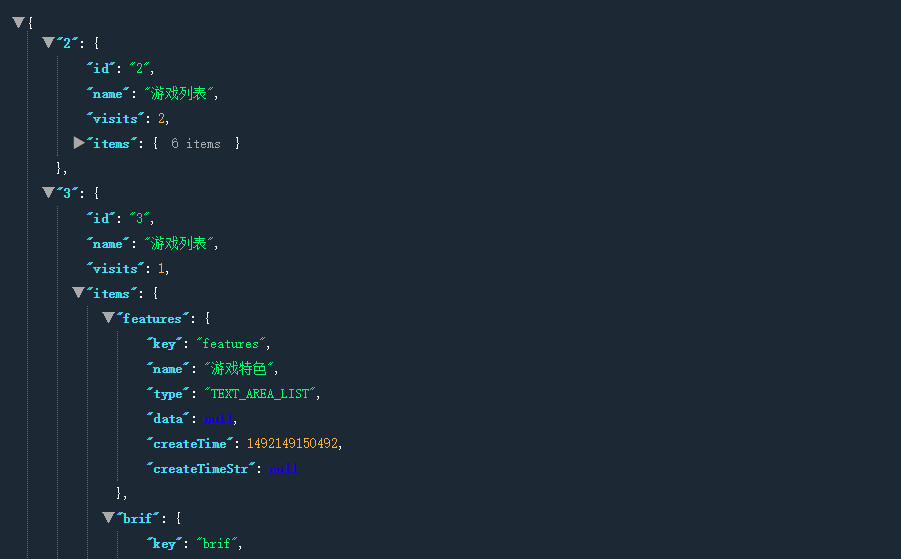 {
"2": {
"id": "2",
"name": "游戏列表",
"visits": 2,
"items": { 6 items }
},
"3": {
"id": "3",
"name": "游戏列表",
"visits": 1,
"items": {
"features": {
"key": "features",
"name": "游戏特色",
"type": "TEXT_AREA_LIST",
"data": null,
"createTime": 1492149150492,
"createTimeStr": null
},
"brif": {
"key": "brif",